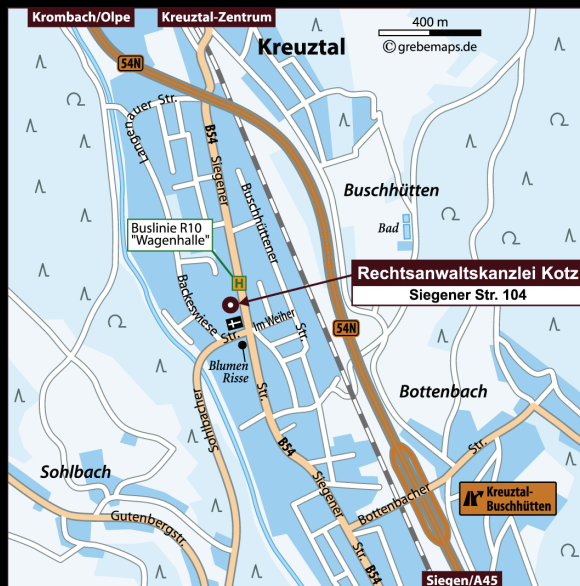 Krombach/Olpe
Kreuztal-Zentrum
400 m
© grebemaps.de
Kreuztal
54N
Langenauer Str.
B54
Siegener
Buschhüttener
Buschhütten
Bad
Buslinie R10
"Wagenhalle"
H
Rechtsanwaltskanzlei Kotz
Siegener Str. 104
Backeswiese
Str.
Im Weiher
Str.
54N
Blumen
Risse
Sohlbacher
Str.
Str.
B54
Bottenbach
Siegener
Str.
Bottenbacher
Str.
Sohlbach
Gutenbergstr.
Kreuztal-
Buschhütten
B54
Siegen/A45